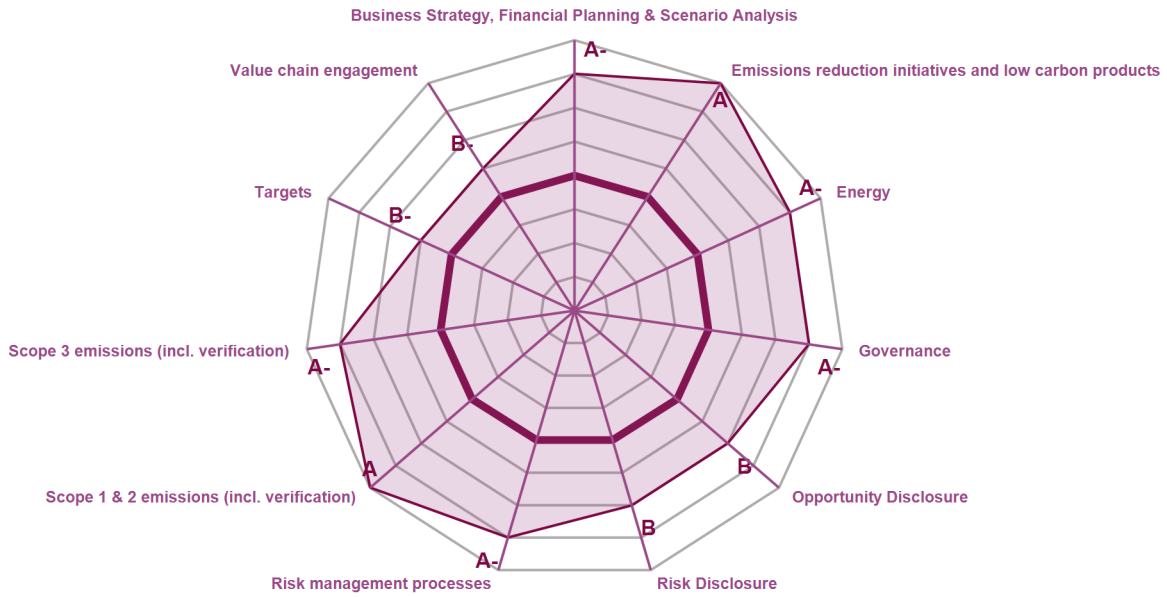 Business Strategy, Financial Planning & Scenario Analysis
A-
Value chain engagement
Emissions reduction initiatives and low carbon products
A
B-
Targets
A-
Energy
B-
Scope 3 emissions (incl. verification)
Governance
A-
A-
A
B
Scope 1 & 2 emissions (incl. verification)
Opportunity Disclosure
B
A-
Risk management processes
Risk Disclosure